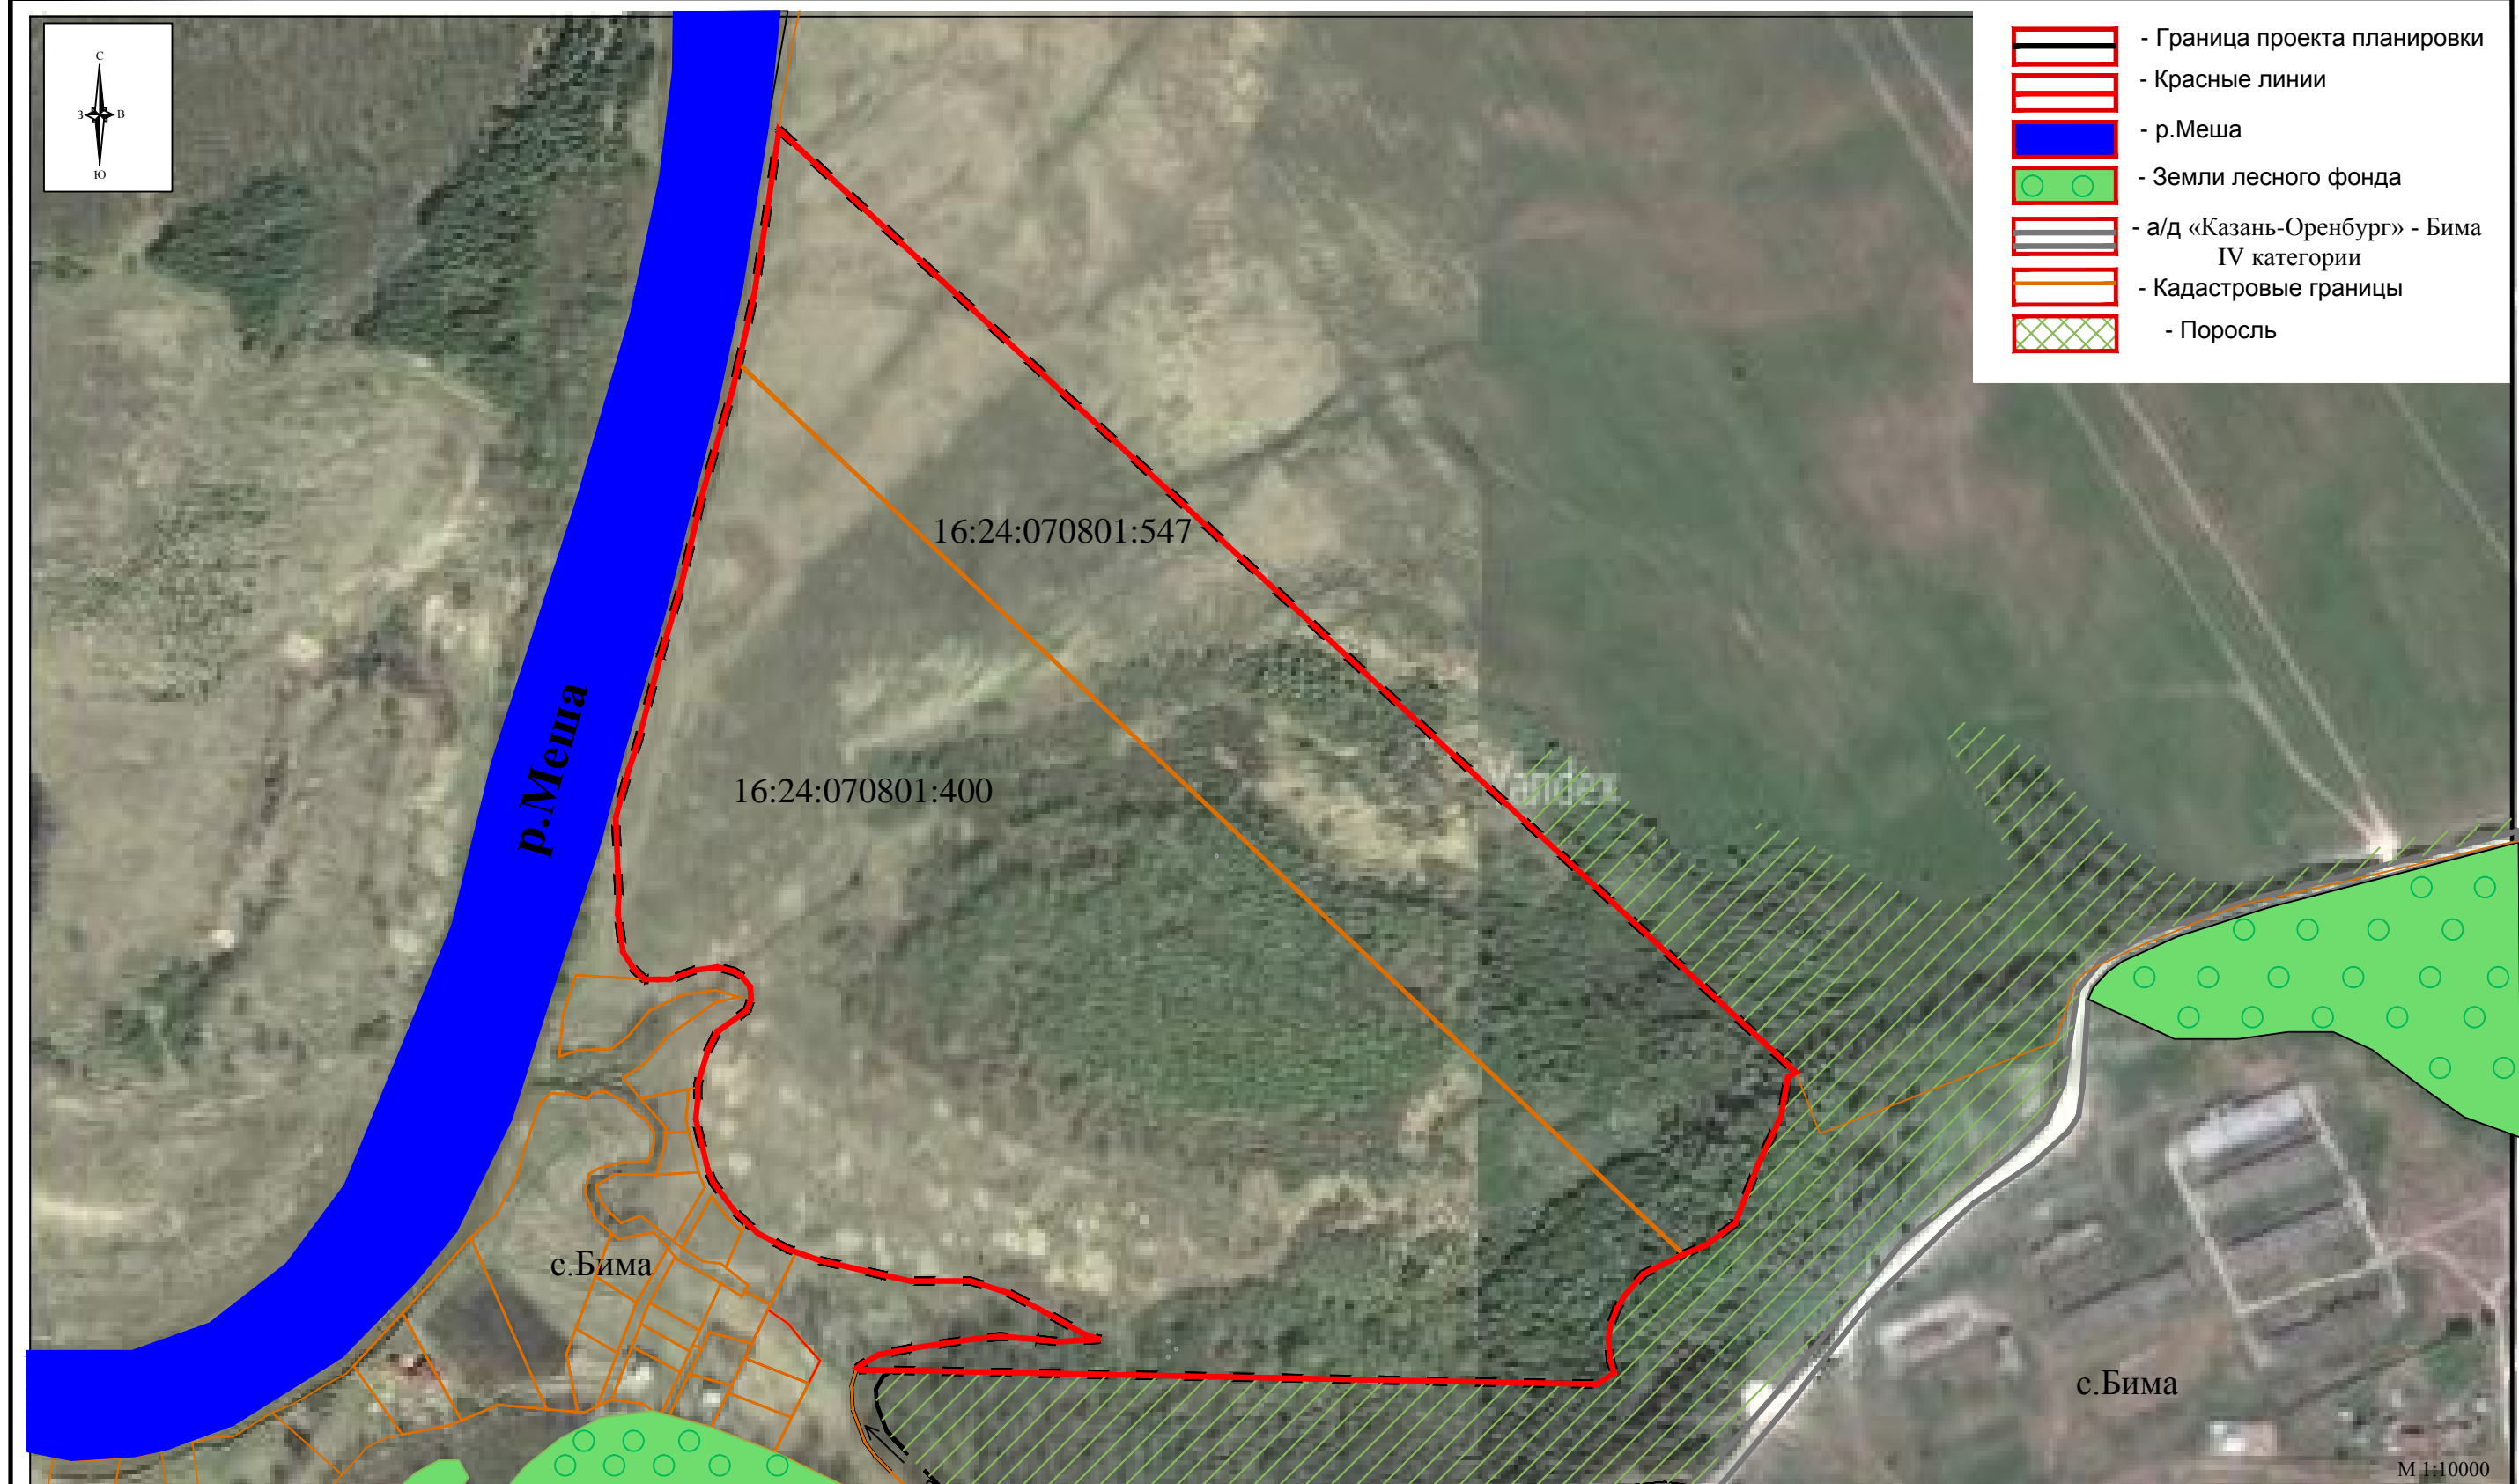 С
З
В
Ю
- Граница проекта планировки
- Красные линии
- р.Меша
- Земли лесного фонда
- а/д «Казань-Оренбург» - Бима
IV категории
- Кадастровые границы
- Поросль
16:24:070801:547
р.Меша
16:24:070801:400
Yandex
с.Бима
с.Бима
М 1:10000